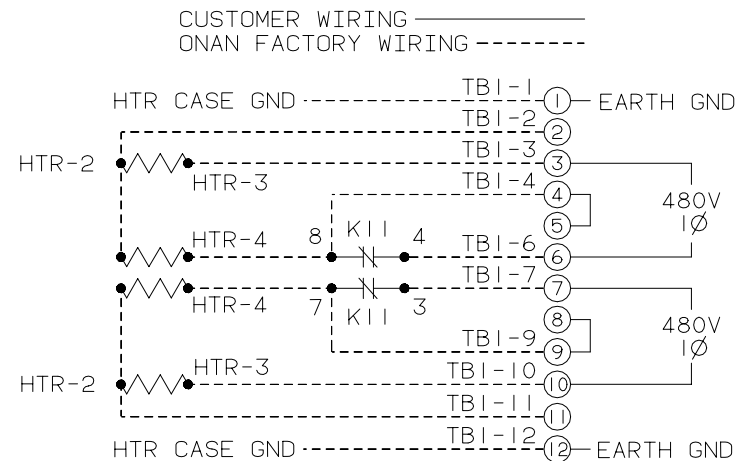 CUSTOMER WIRING
ONAN FACTORY WIRING
HTR CASE GND TB1-1 1 EARTH GND
TB1-2 2
HTR-2 TB1-3 3
HTR-3 TB1-4 4 480V
5 1Ø
HTR-4 8 K11 4 TB1-6 6
TB1-7 7
HTR-4 7 K11 3
8 480V
TB1-9 9 1Ø
HTR-3 TB1-10 10
HTR-2
TB1-11 11
HTR CASE GND TB1-12 12 EARTH GND